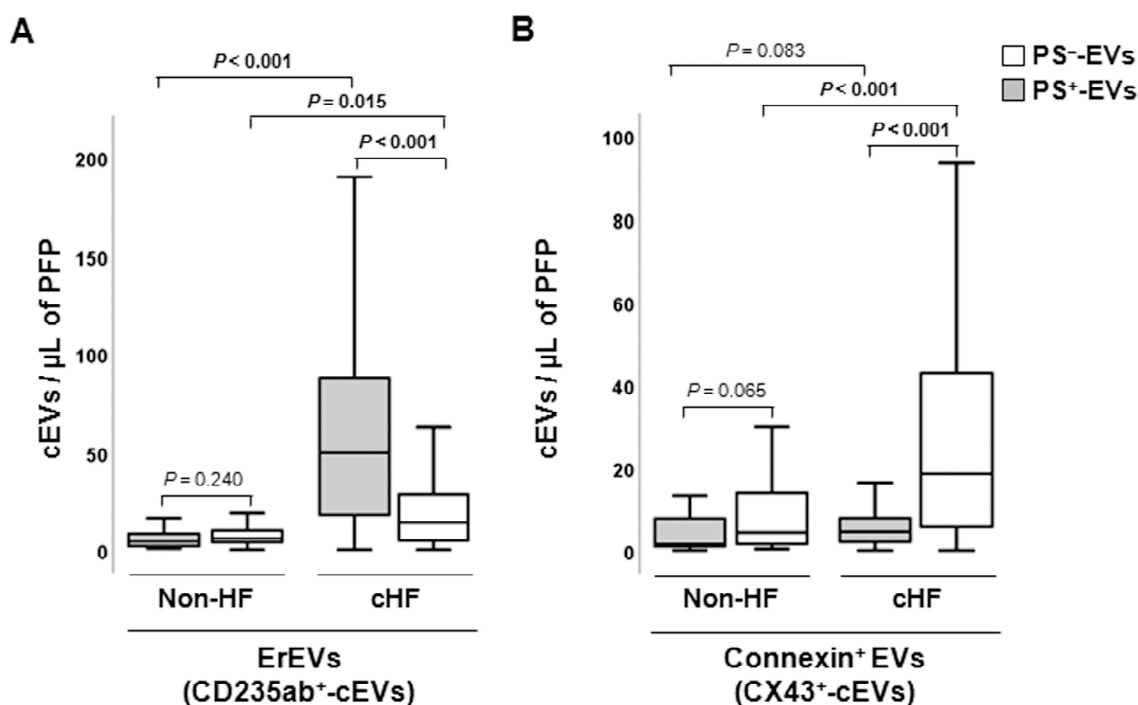 A
P < 0.001
P = 0.015
P < 0.001
P = 0.240
200
150
100
50
0
cEVs / µL of PFP
Non-HF
cHF
ErEVs
(CD235ab⁺-cEVs)
B
P = 0.083
P < 0.001
P < 0.001
P = 0.065
100
80
60
40
20
0
cEVs / µL of PFP
Non-HF
cHF
Connexin⁺ EVs
(CX43⁺-cEVs)
PS⁻-EVs
PS⁺-EVs